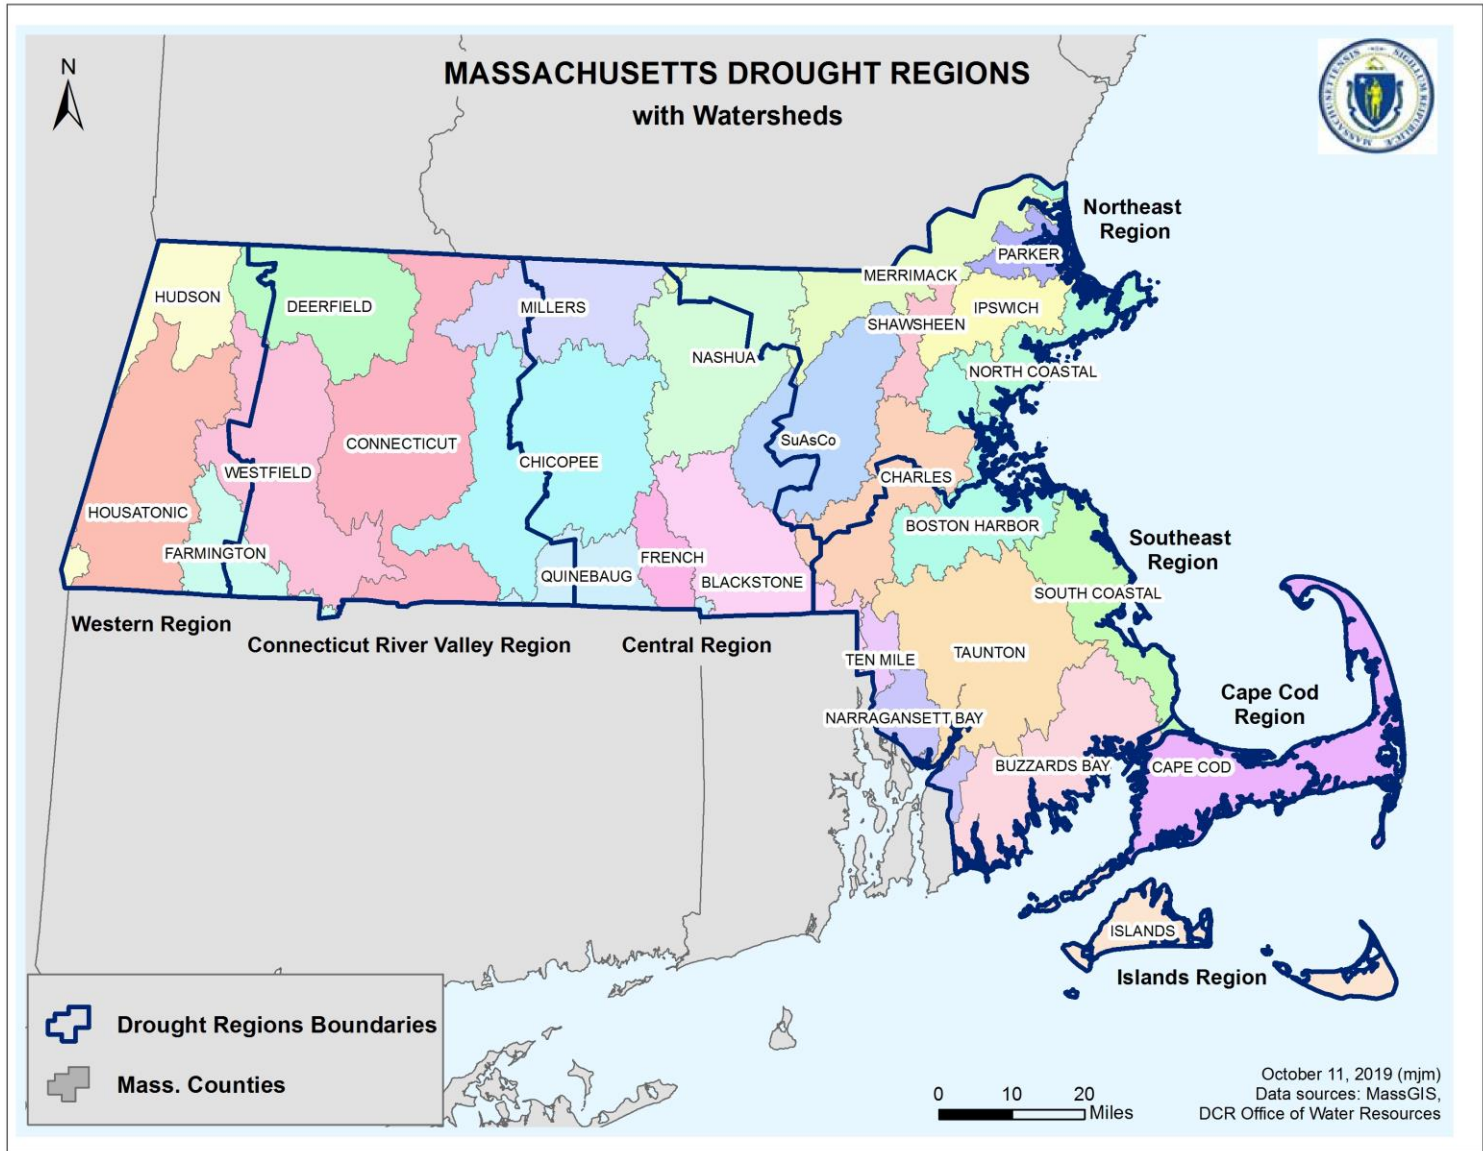 MASSACHUSETTS DROUGHT REGIONS
with Watersheds
N
Northeast
Region
PARKER
MERRIMACK
HUDSON
DEERFIELD
MILLERS
IPSWICH
SHAWSHEEN
NASHUA
NORTH COASTAL
CONNECTICUT
SuAsCo
CHICOPEE
WESTFIELD
CHARLES
HOUSATONIC
BOSTON HARBOR
Southeast
Region
FARMINGTON
FRENCH
QUINEBAUG
BLACKSTONE
SOUTH COASTAL
Western Region
Connecticut River Valley Region
Central Region
TEN MILE
TAUNTON
Cape Cod
Region
NARRAGANSETT BAY
BUZZARDS BAY
CAPE COD
ISLANDS
Islands Region
Drought Regions Boundaries
Mass. Counties
0 10 20
Miles
October 11, 2019 (mjm)
Data sources: MassGIS,
DCR Office of Water Resources